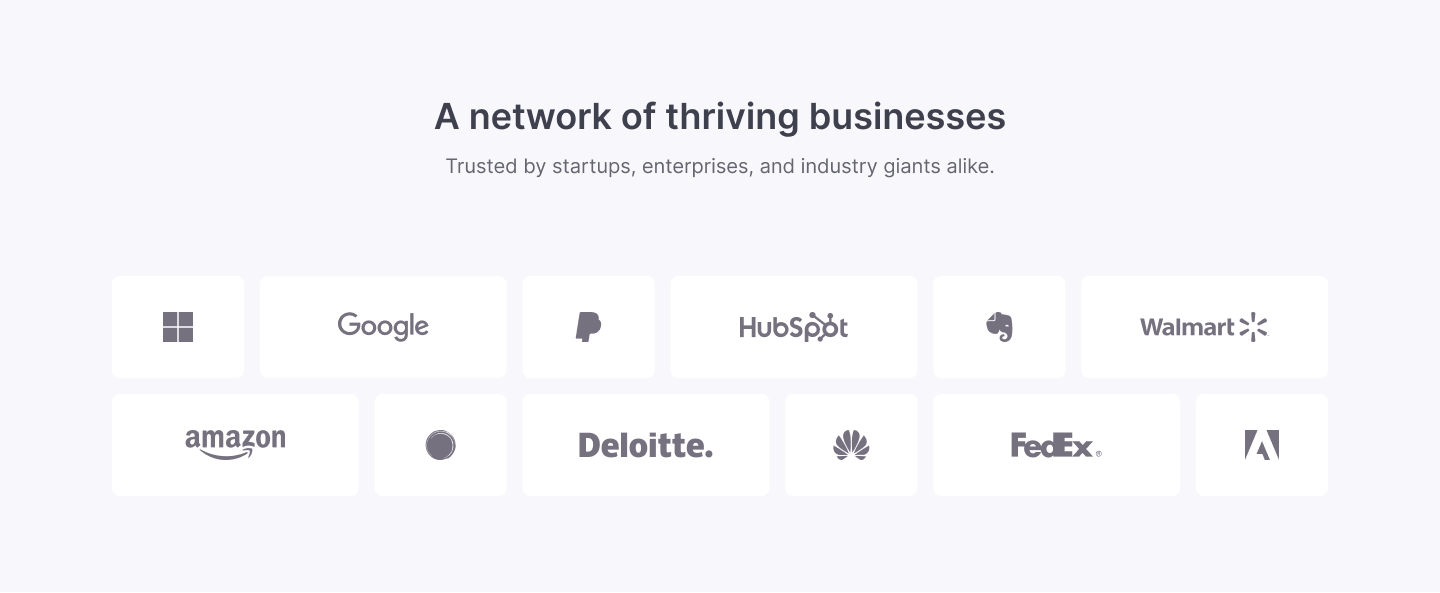 A network of thriving businesses
Trusted by startups, enterprises, and industry giants alike.
Google HubSpot Walmart
amazon Deloitte. FedEx®